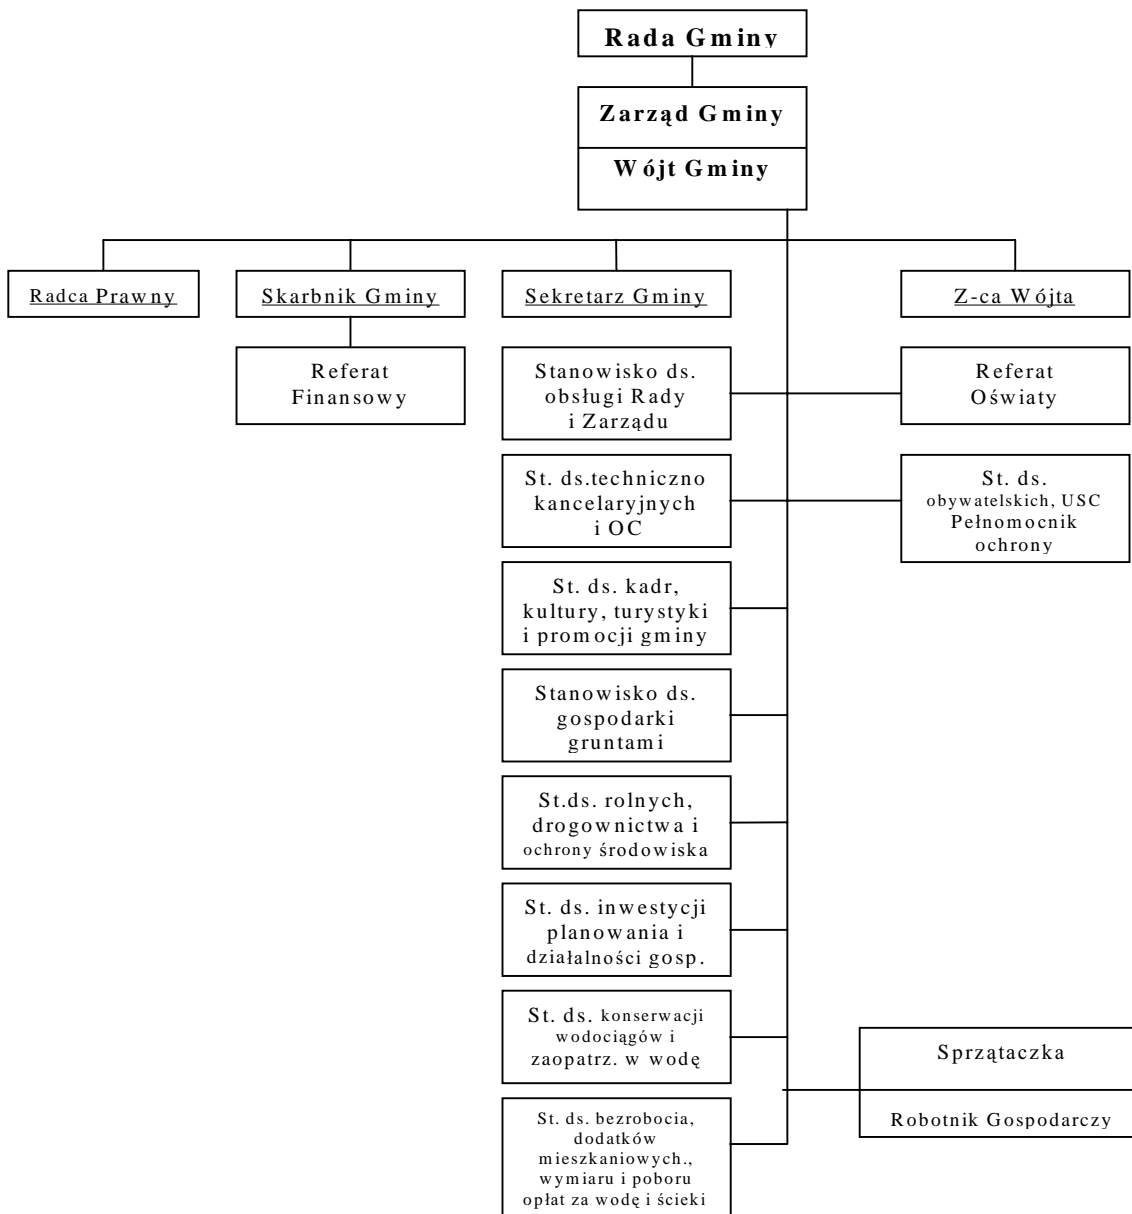 Rada Gminy
Zarząd Gminy
Wójt Gminy
Radca Prawny
Skarbnik Gminy
Sekretarz Gminy
Z-ca Wójta
Referat
Finansowy
Stanowisko ds.
obsługi Rady
i Zarządu
Referat
Oświaty
St. ds.techniczno
kancelaryjnych
i OC
St. ds.
obywatelskich, USC
Pełnomocnik
ochrony
St. ds. kadr,
kultury, turystyki
i promocji gminy
Stanowisko ds.
gospodarki
gruntami
St.ds. rolnych,
drogownictwa i
ochrony środowiska
St. ds. inwestycji
planowania i
działalności gosp.
St. ds. konserwacji
wodociągów i
zaopatrz. w wodę
Sprzątaczka
Robotnik Gospodarczy
St. ds. bezrobocia,
dodatków
mieszkaniowych.,
wymiaru i poboru
opłat za wodę i ścieki